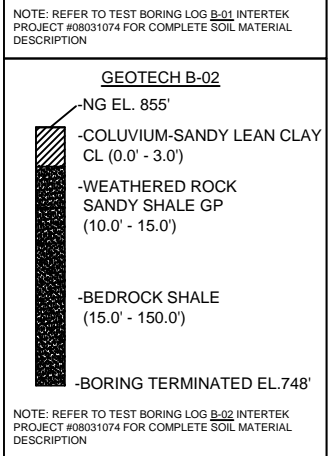 NOTE: REFER TO TEST BORING LOG B-01 INTERTEK
PROJECT #08031074 FOR COMPLETE SOIL MATERIAL
DESCRIPTION
GEOTECH B-02
-NG EL. 855'
-COLUVIUM-SANDY LEAN CLAY
CL (0.0' - 3.0')
-WEATHERED ROCK
SANDY SHALE GP
(10.0' - 15.0')
-BEDROCK SHALE
(15.0' - 150.0')
-BORING TERMINATED EL.748'
NOTE: REFER TO TEST BORING LOG B-02 INTERTEK
PROJECT #08031074 FOR COMPLETE SOIL MATERIAL
DESCRIPTION